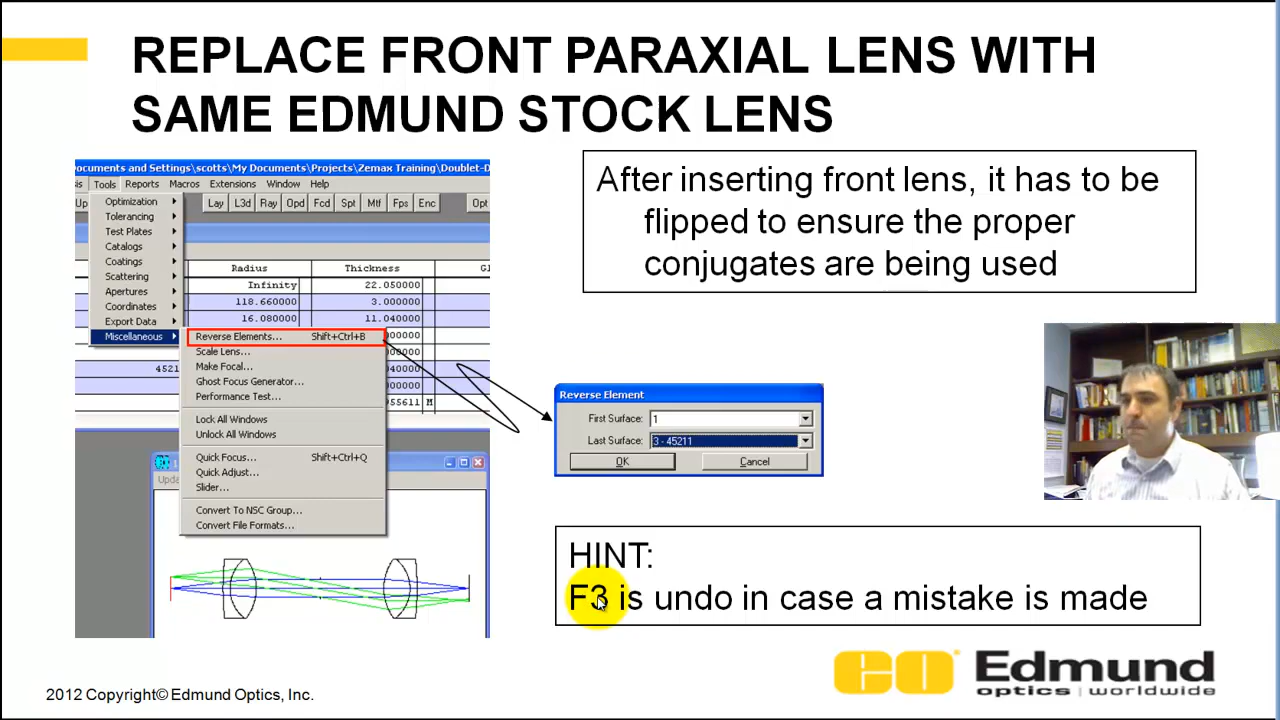 REPLACE FRONT PARAXIAL LENS WITH
SAME EDMUND STOCK LENS
ocuments and Settings\scotts\My Documents\Projects\Zemax Training\Doublet-D
Tools Reports Macros Extensions Window Help
Lay L3d Ray Opd Fcd Spt Mtf Fps Enc Opt
Optimization
Tolerancing
Test Plates
Catalogs
Coatings
Scattering
Apertures
Coordinates
Export Data
Miscellaneous
Radius Thickness Gl
Infinity 22.050000
118.660000 3.000000
16.080000 11.040000
Reverse Elements... Shift+Ctrl+B
Scale Lens...
Make Focal...
Ghost Focus Generator...
Performance Test...
Lock All Windows
Unlock All Windows
Quick Focus... Shift+Ctrl+Q
Quick Adjust...
Slider...
Convert To NSC Group...
Convert File Formats...
4521
M
After inserting front lens, it has to be
flipped to ensure the proper
conjugates are being used
Reverse Element
First Surface: 1
Last Surface: 3 - 45211
OK Cancel
HINT:
F3 is undo in case a mistake is made
2012 Copyright© Edmund Optics, Inc.
EO Edmund
optics | worldwide